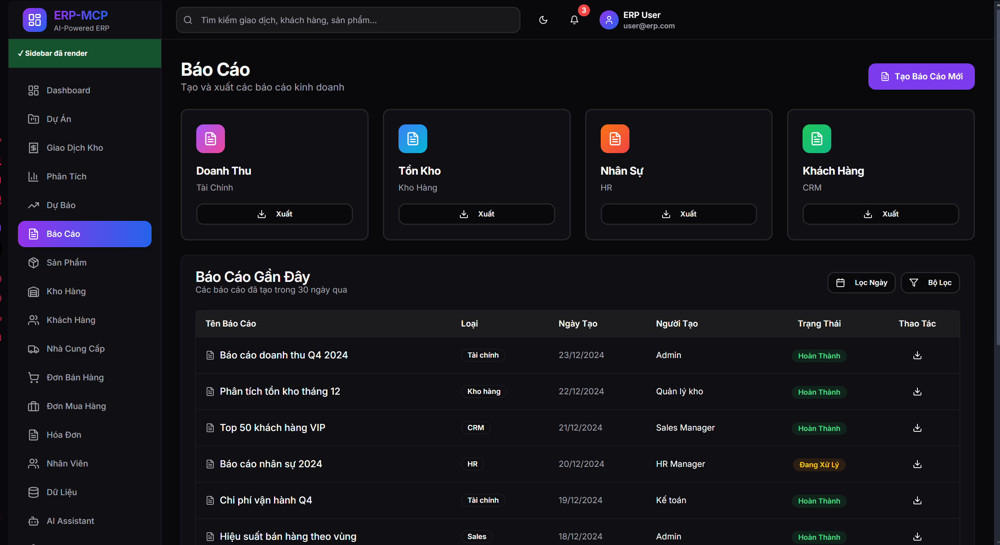 ERP-MCP
AI-Powered ERP
✓ Sidebar đã render
Dashboard
Dự Án
Giao Dịch Kho
Phân Tích
Dự Báo
Báo Cáo
Sản Phẩm
Kho Hàng
Khách Hàng
Nhà Cung Cấp
Đơn Bán Hàng
Đơn Mua Hàng
Hóa Đơn
Nhân Viên
Dữ Liệu
AI Assistant
Tìm kiếm giao dịch, khách hàng, sản phẩm...
3
ERP User
user@erp.com
Báo Cáo
Tạo và xuất các báo cáo kinh doanh
Tạo Báo Cáo Mới
Doanh Thu
Tài Chính
Xuất
Tồn Kho
Kho Hàng
Xuất
Nhân Sự
HR
Xuất
Khách Hàng
CRM
Xuất
Báo Cáo Gần Đây
Các báo cáo đã tạo trong 30 ngày qua
Lọc Ngày
Bộ Lọc
Tên Báo Cáo Loại Ngày Tạo Người Tạo Trạng Thái Thao Tác
Báo cáo doanh thu Q4 2024 Tài chính 23/12/2024 Admin Hoàn Thành
Phân tích tồn kho tháng 12 Kho hàng 22/12/2024 Quản lý kho Hoàn Thành
Top 50 khách hàng VIP CRM 21/12/2024 Sales Manager Hoàn Thành
Báo cáo nhân sự 2024 HR 20/12/2024 HR Manager Đang Xử Lý
Chi phí vận hành Q4 Tài chính 19/12/2024 Kế toán Hoàn Thành
Hiệu suất bán hàng theo vùng Sales 18/12/2024 Admin Hoàn Thành